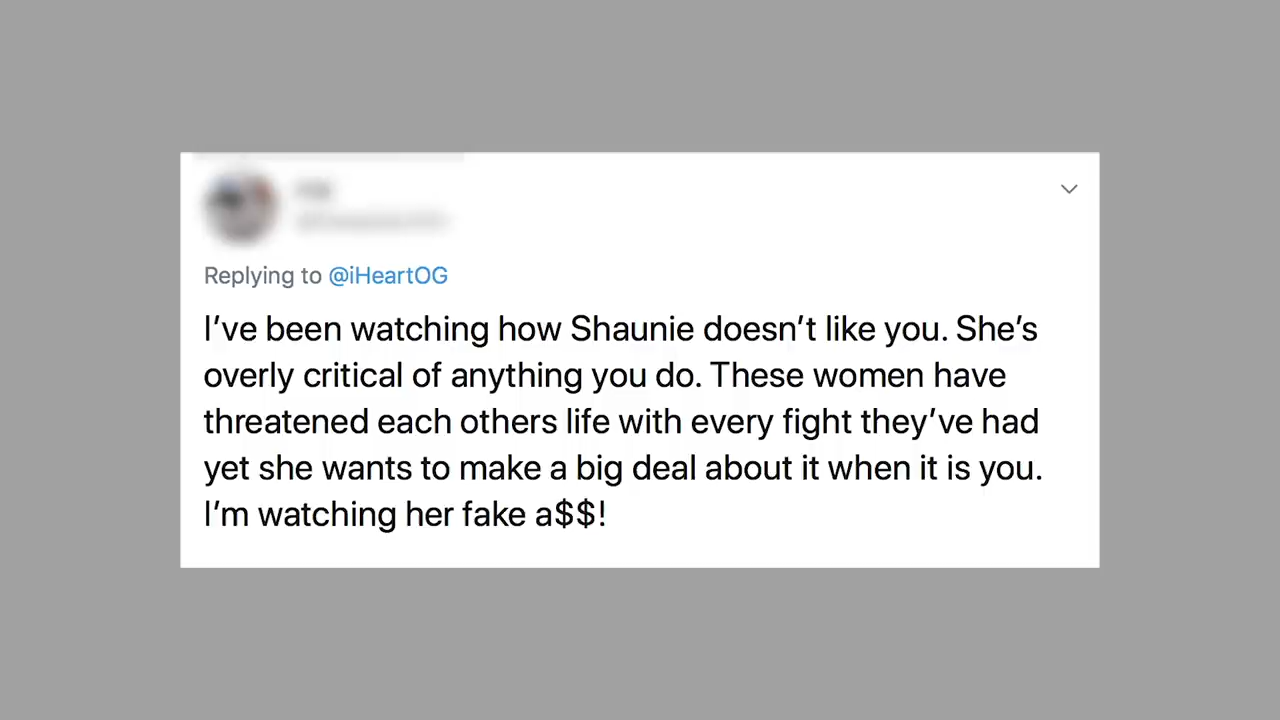 Replying to @iHeartOG
I’ve been watching how Shaunie doesn’t like you. She’s
overly critical of anything you do. These women have
threatened each others life with every fight they’ve had
yet she wants to make a big deal about it when it is you.
I’m watching her fake a$$!